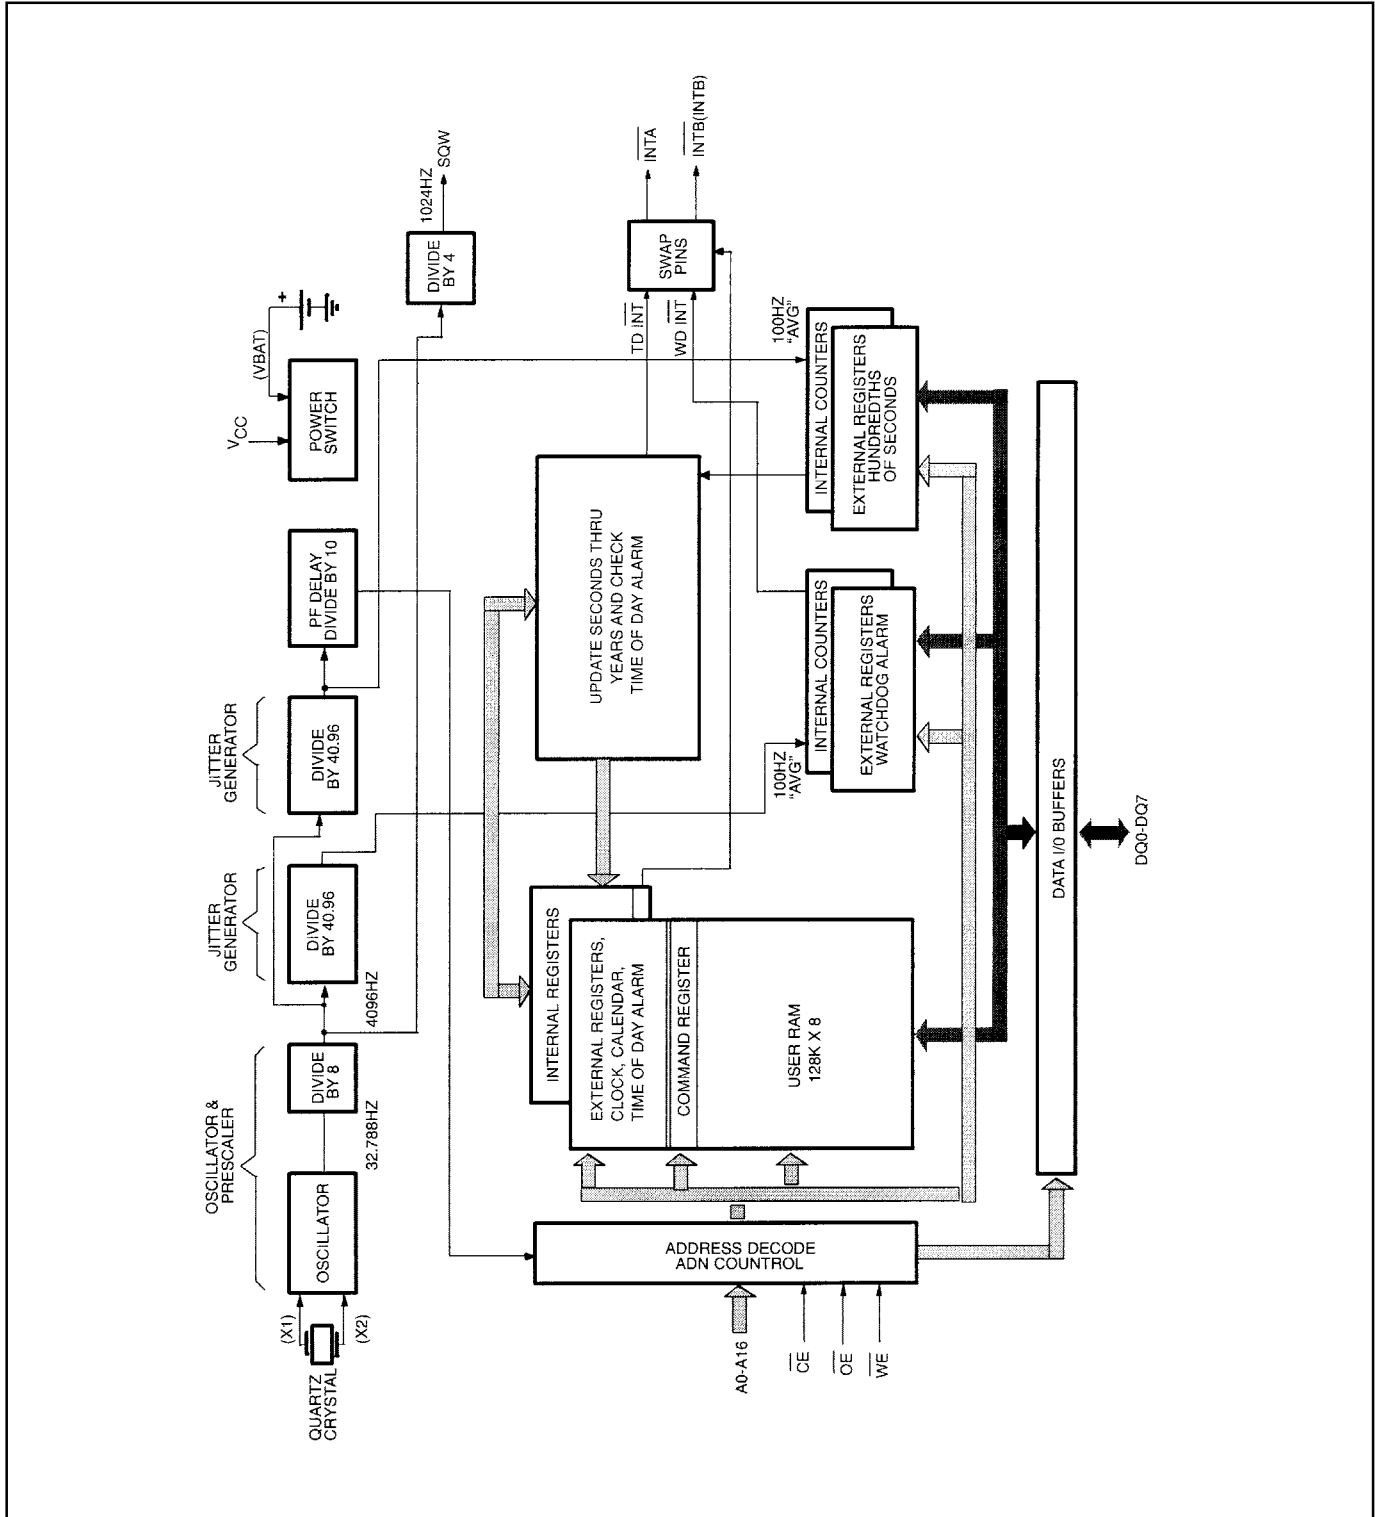 QUARTZ
CRYSTAL
(X1)
(X2)
OSCILLATOR &
PRESCALER
OSCILLATOR
32.788HZ
DIVIDE
BY 8
4096HZ
JITTER
GENERATOR
DIVIDE
BY 40.96
JITTER
GENERATOR
DIVIDE
BY 40.96
PF DELAY
DIVIDE BY 10
VCC
POWER
SWITCH
(VBAT)
+
DIVIDE
BY 4
1024HZ
SQW
A0-A16
CE
OE
WE
ADDRESS DECODE
ADN COUNTROL
INTERNAL REGISTERS
EXTERNAL REGISTERS,
CLOCK, CALENDAR,
TIME OF DAY ALARM
COMMAND REGISTER
USER RAM
128K X 8
UPDATE SECONDS THRU
YEARS AND CHECK
TIME OF DAY ALARM
TD INT
WD INT
SWAP
PINS
INTA
INTB(INTB)
100HZ
"AVG"
INTERNAL COUNTERS
EXTERNAL REGISTERS
WATCHDOG ALARM
100HZ
"AVG"
INTERNAL COUNTERS
EXTERNAL REGISTERS
HUNDREDTHS
OF SECONDS
DATA I/0 BUFFERS
DQ0-DQ7